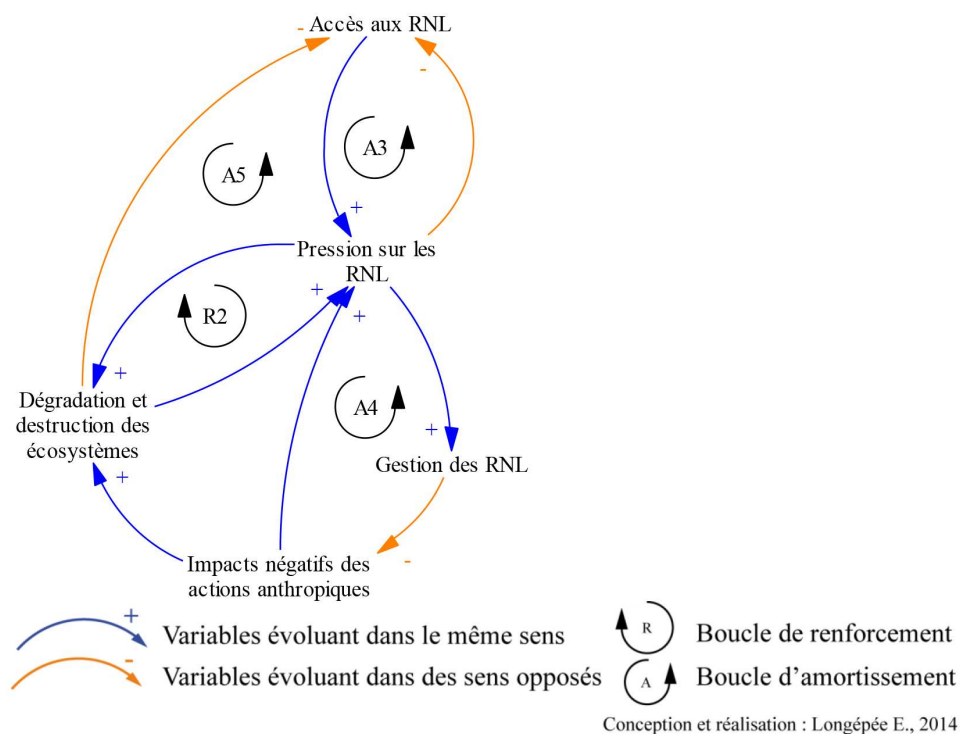 Accès aux RNL
-
-
A3
A5
+
Pression sur les
RNL
+
+
R2
+
A4
Dégradation et
destruction des
écosystèmes
+
Gestion des RNL
+
Impacts négatifs des
actions anthropiques
-
+
Variables évoluant dans le même sens
-
Variables évoluant dans des sens opposés
R
Boucle de renforcement
A
Boucle d'amortissement
Conception et réalisation : Longépée E., 2014